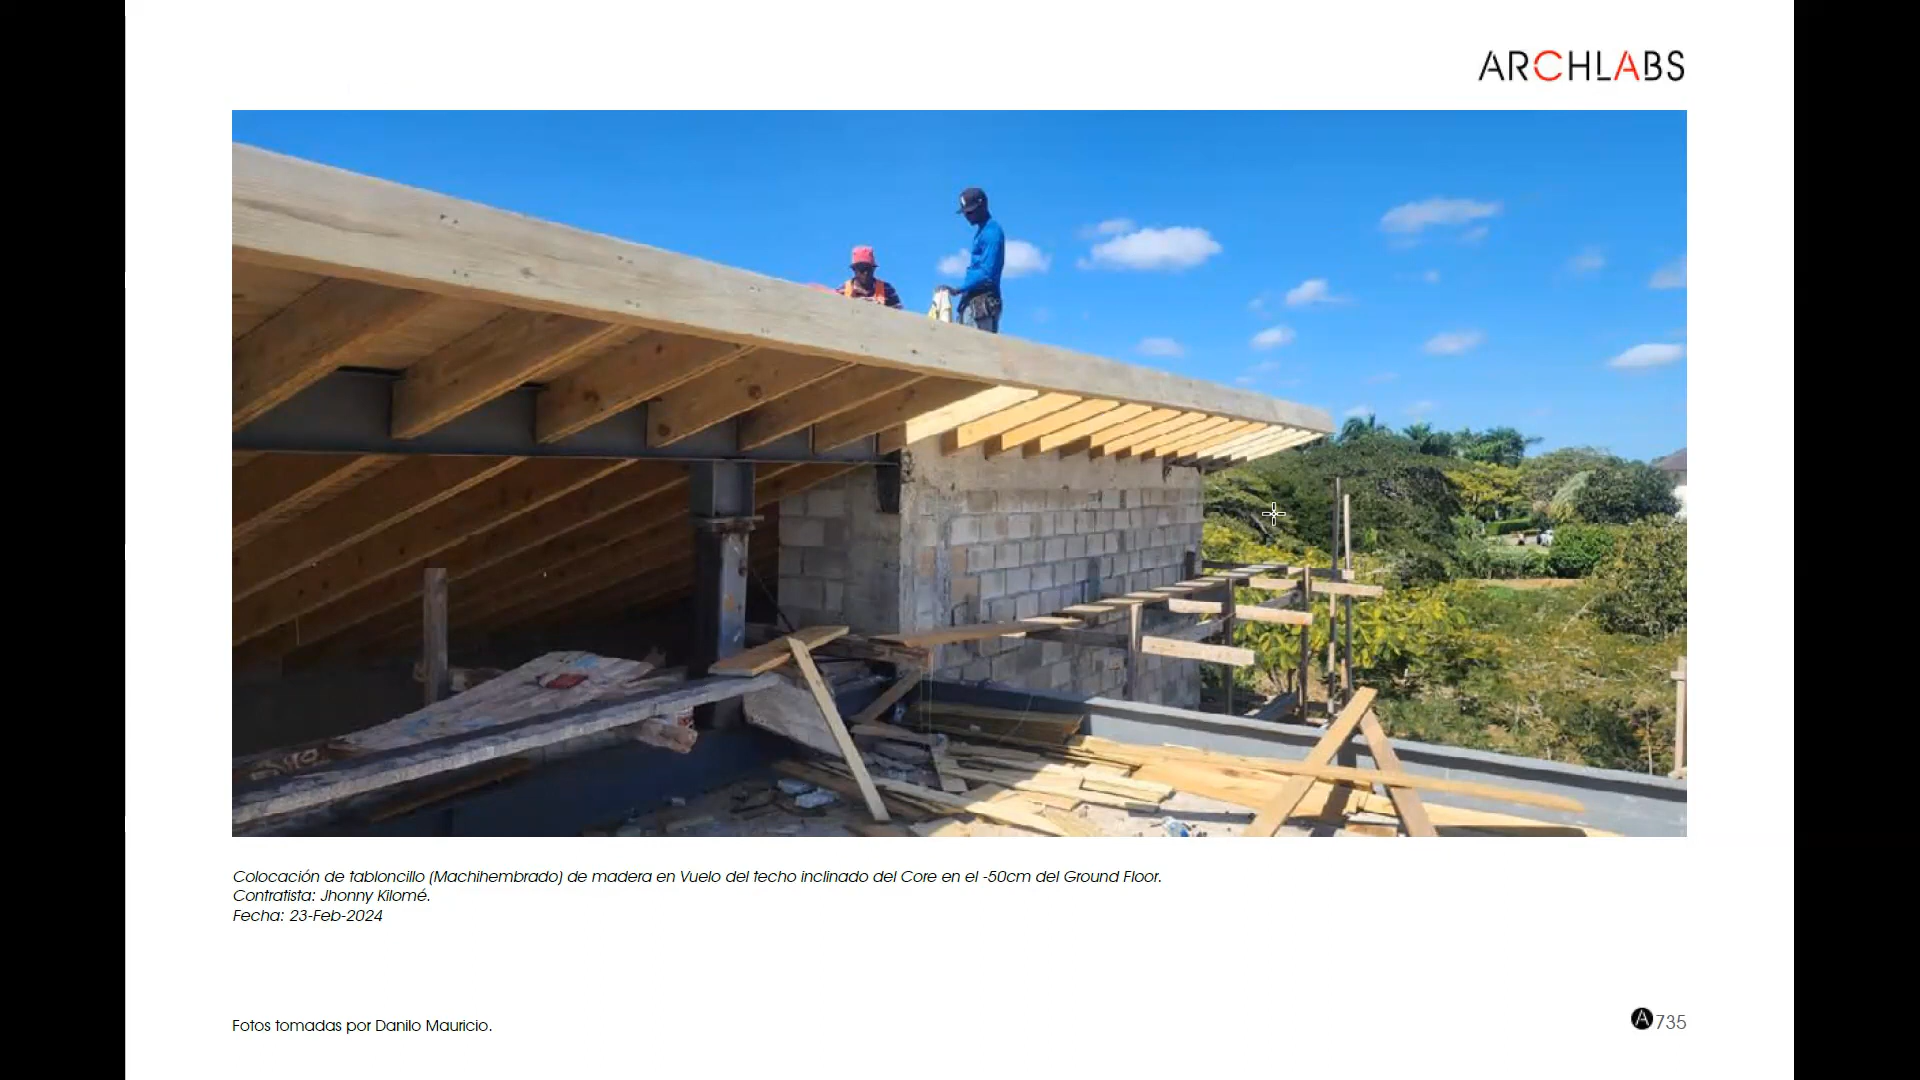 ARCHLABS
Colocación de tabloncillo (Machihembrado) de madera en Vuelo del techo inclinado del Core en el -50cm del Ground Floor.
Contratista: Jhonny Kilomé.
Fecha: 23-Feb-2024
Fotos tomadas por Danilo Mauricio.
A 735